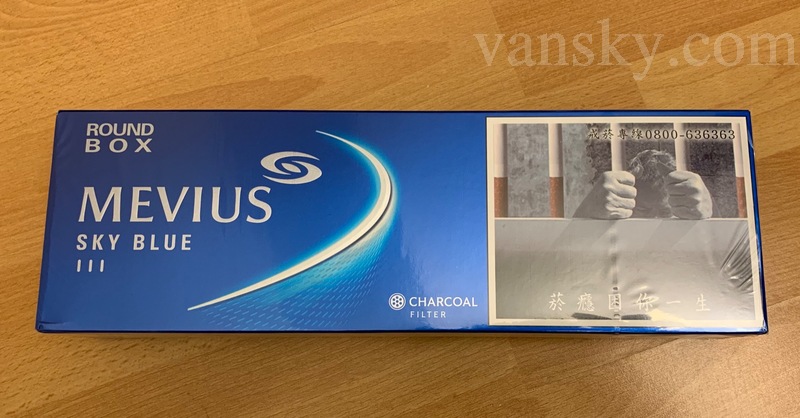 vansky.com
ROUND
BOX
MEVIUS
SKY BLUE
III
CHARCOAL
FILTER
戒菸專線0800-636363
菸癮困你一生